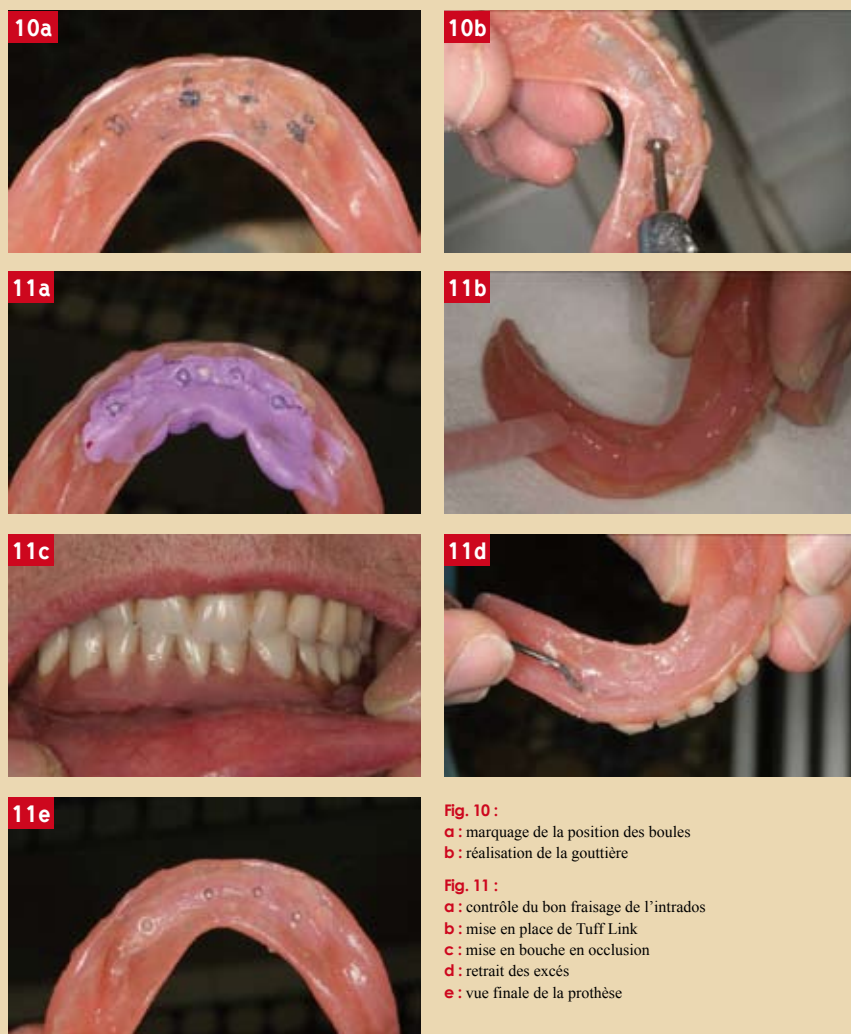 10a
10b
11a
11b
11c
11d
11e
Fig. 10 :
a : marquage de la position des boules
b : réalisation de la gouttière
Fig. 11 :
a : contrôle du bon fraisage de l'intrados
b : mise en place de Tuff Link
c : mise en bouche en occlusion
d : retrait des excés
e : vue finale de la prothèse